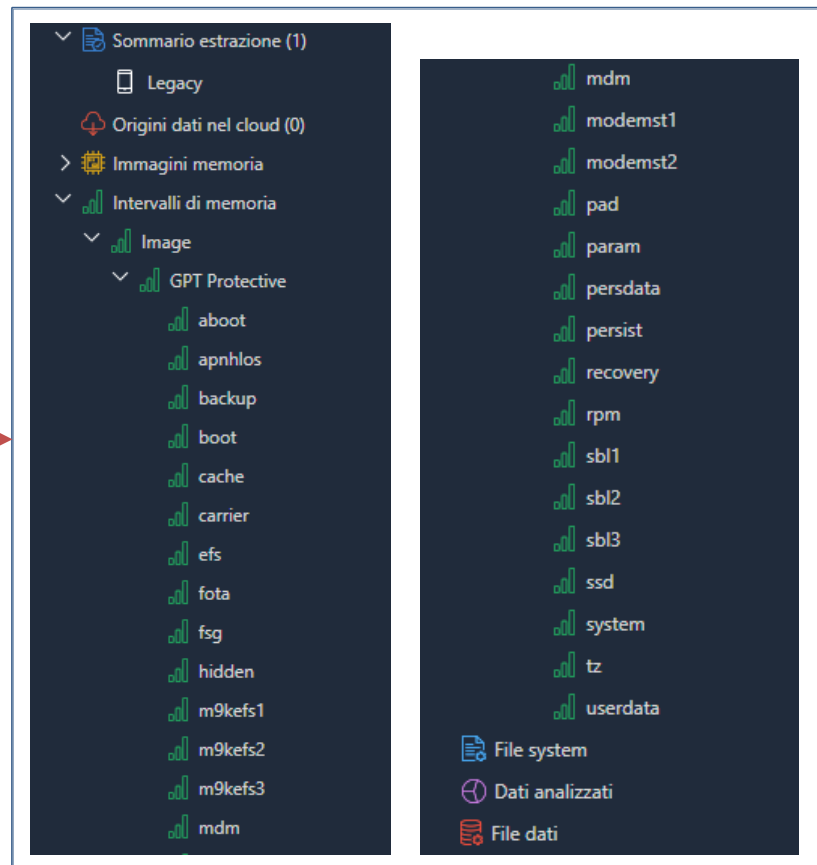 Sommario estrazione (1)
Legacy
Origini dati nel cloud (0)
Immagini memoria
Intervalli di memoria
Image
GPT Protective
aboot
apnhlos
backup
boot
cache
carrier
efs
fota
fsg
hidden
m9kefs1
m9kefs2
m9kefs3
mdm
mdm
modemst1
modemst2
pad
param
persdata
persist
recovery
rpm
sbl1
sbl2
sbl3
ssd
system
tz
userdata
File system
Dati analizzati
File dati